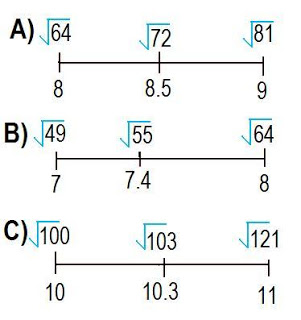 A) √64 √72 √81
8 8.5 9
B) √49 √55 √64
7 7.4 8
C) √100 √103 √121
10 10.3 11